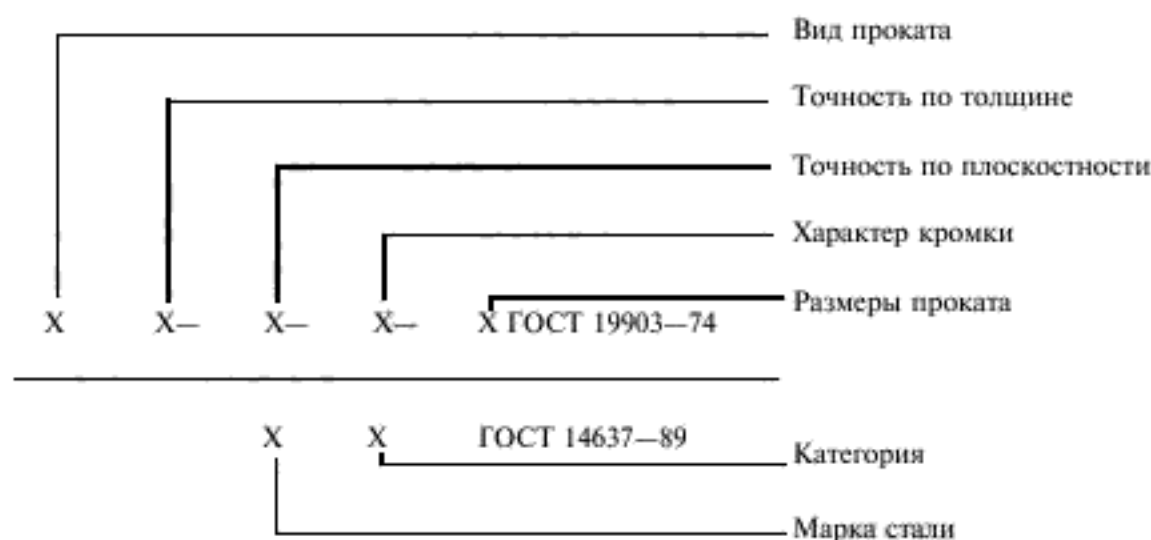 Вид проката
Точность по толщине
Точность по плоскостности
Характер кромки
Размеры проката
X X— X— X— X ГОСТ 19903—74
X X ГОСТ 14637—89
Категория
Марка стали